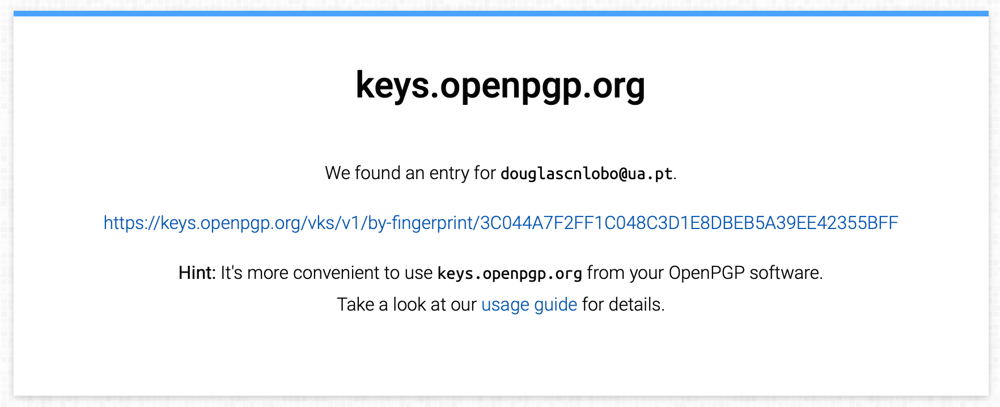 keys.openpgp.org
We found an entry for douglascnlobo@ua.pt.
https://keys.openpgp.org/vks/v1/by-fingerprint/3C044A7F2FF1C048C3D1E8DBEB5A39EE42355BFF
Hint: It's more convenient to use keys.openpgp.org from your OpenPGP software.
Take a look at our usage guide for details.